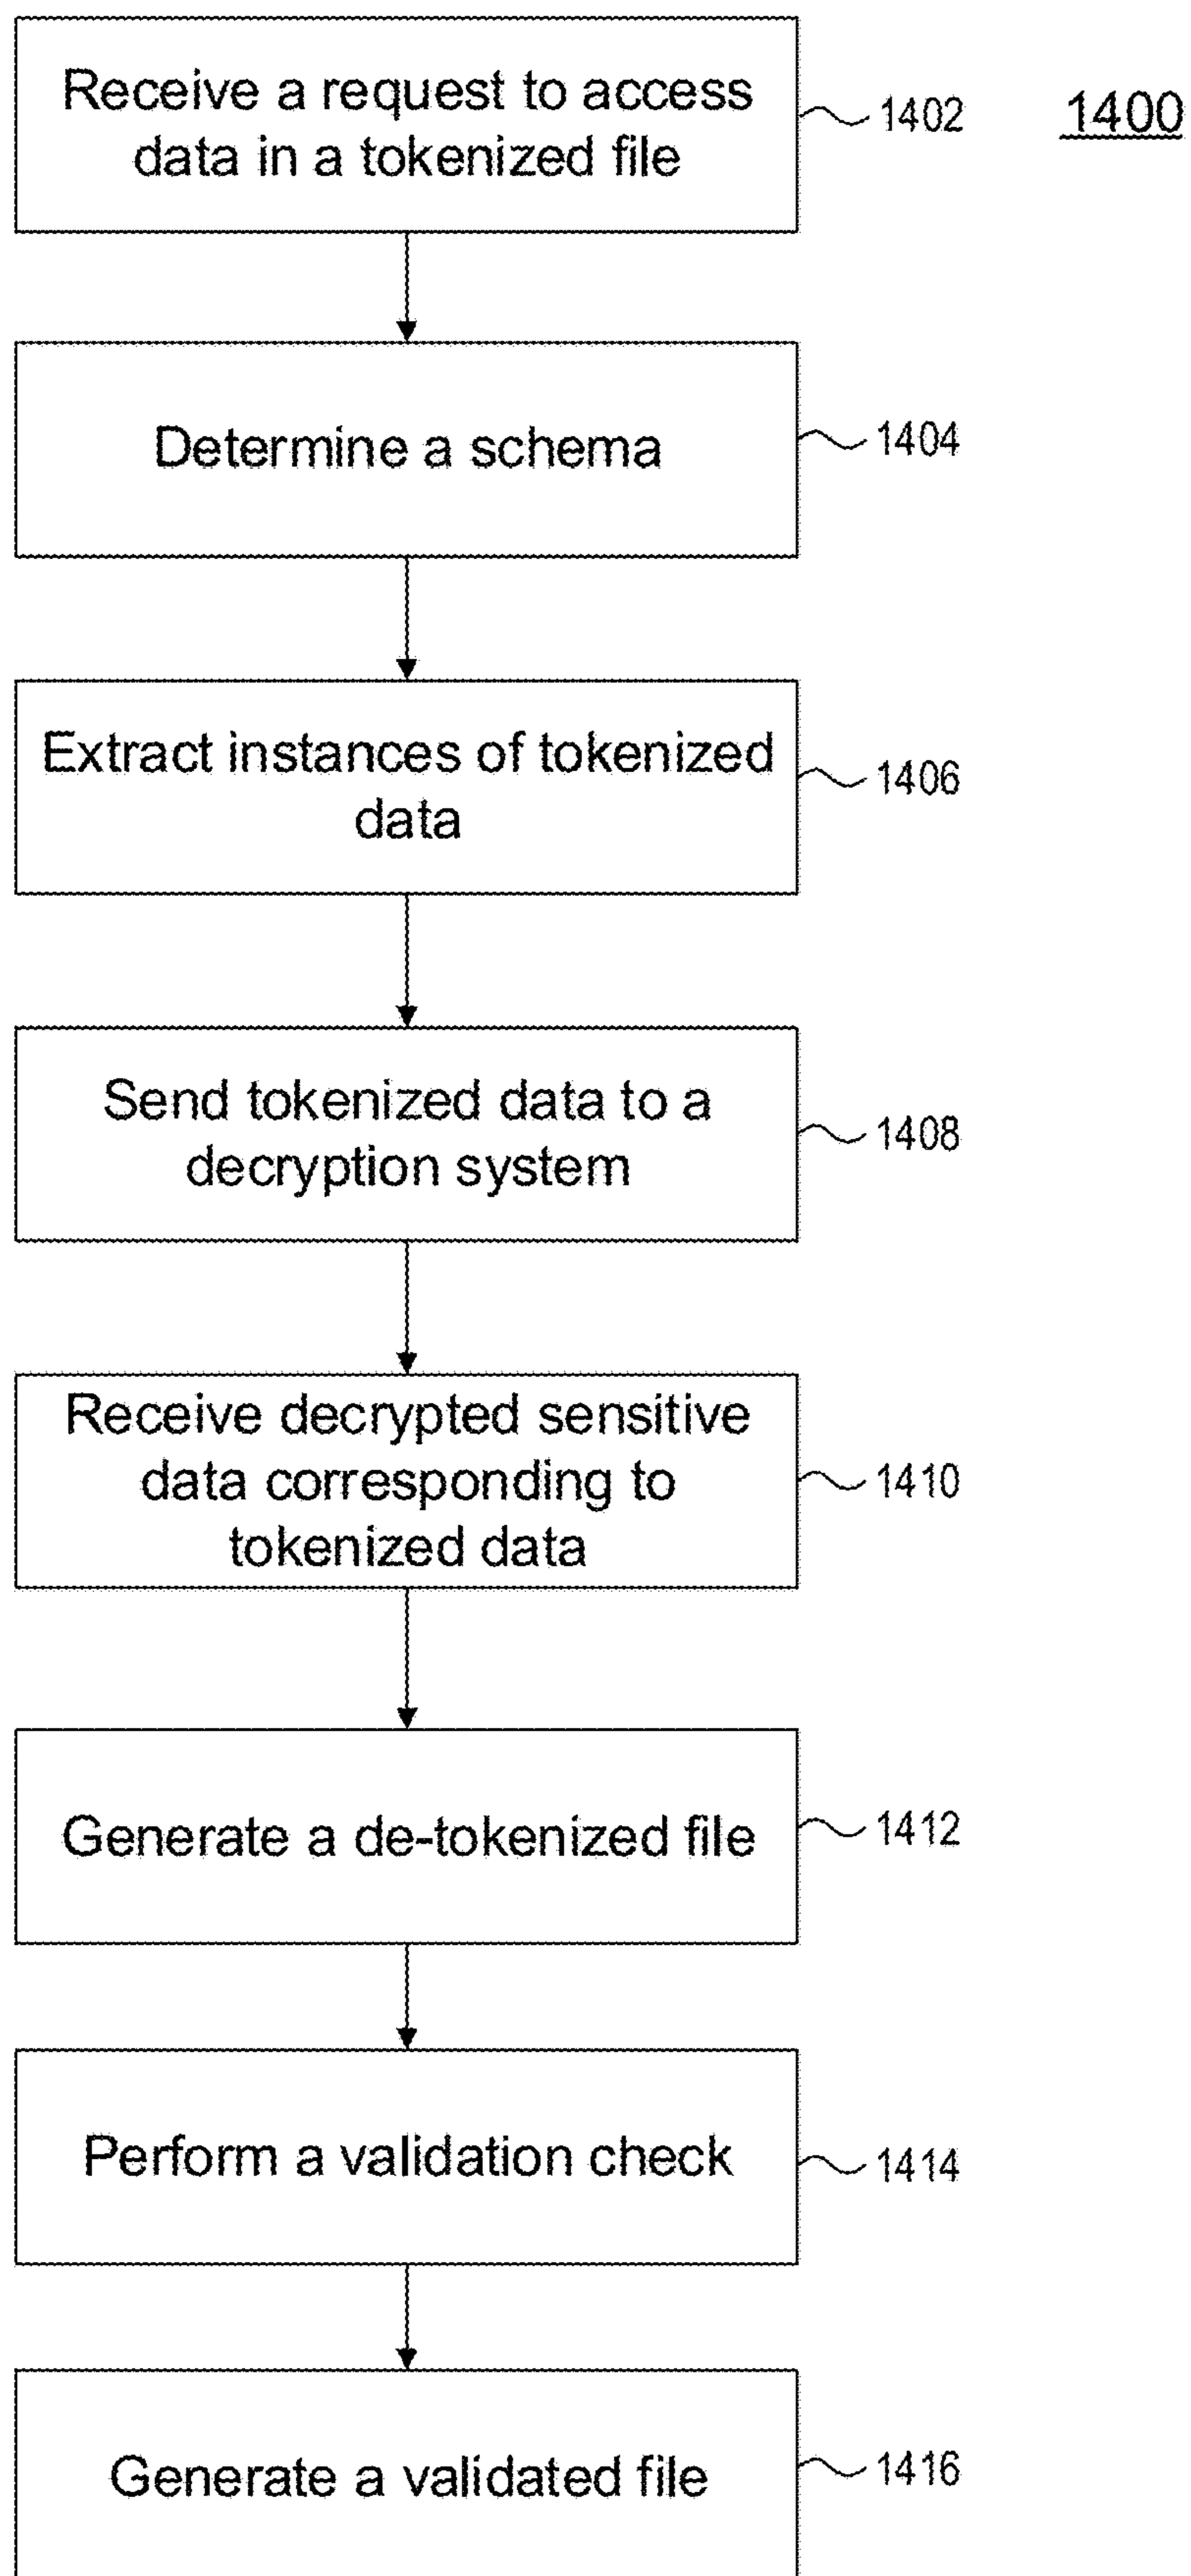 Receive a request to access
data in a tokenized file
1402
1400
Determine a schema
1404
Extract instances of tokenized
data
1406
Send tokenized data to a
decryption system
1408
Receive decrypted sensitive
data corresponding to
tokenized data
1410
Generate a de-tokenized file
1412
Perform a validation check
1414
Generate a validated file
1416